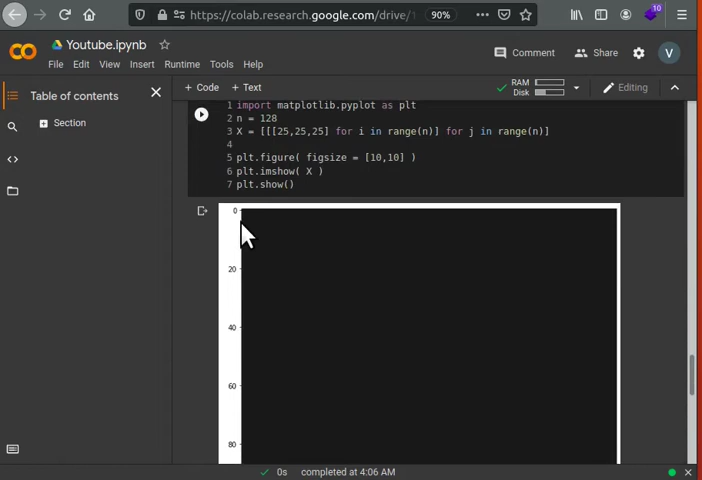 https://colab.research.google.com/drive/
90%
10
Youtube.ipynb
File Edit View Insert Runtime Tools Help
Comment
Share
V
Table of contents
Section
+ Code + Text
RAM
Disk
Editing
1 import matplotlib.pyplot as plt
2 n = 128
3 X = [[[25,25,25] for i in range(n)] for j in range(n)]
4
5 plt.figure( figsize = [10,10] )
6 plt.imshow( X )
7 plt.show()
0
20
40
60
80
0s completed at 4:06 AM